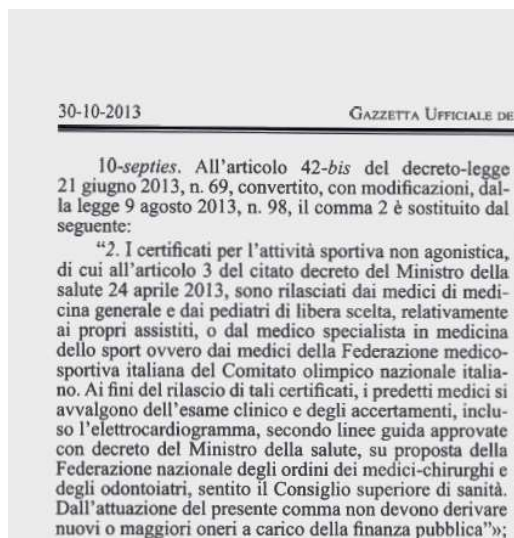 30-10-2013
GAZZETTA UFFICIALE DE
10-septies. All'articolo 42-bis del decreto-legge
21 giugno 2013, n. 69, convertito, con modificazioni, dal-
la legge 9 agosto 2013, n. 98, il comma 2 è sostituito dal
seguente:
“2. I certificati per l'attività sportiva non agonistica,
di cui all'articolo 3 del citato decreto del Ministro della
salute 24 aprile 2013, sono rilasciati dai medici di medi-
cina generale e dai pediatri di libera scelta, relativamente
ai propri assistiti, o dal medico specialista in medicina
dello sport ovvero dai medici della Federazione medico-
sportiva italiana del Comitato olimpico nazionale italia-
no. Ai fini del rilascio di tali certificati, i predetti medici si
avvalgono dell'esame clinico e degli accertamenti, inclu-
so l'elettrocardiogramma, secondo linee guida approvate
con decreto del Ministro della salute, su proposta della
Federazione nazionale degli ordini dei medici-chirurghi e
degli odontoiatri, sentito il Consiglio superiore di sanità.
Dall'attuazione del presente comma non devono derivare
nuovi o maggiori oneri a carico della finanza pubblica”»;